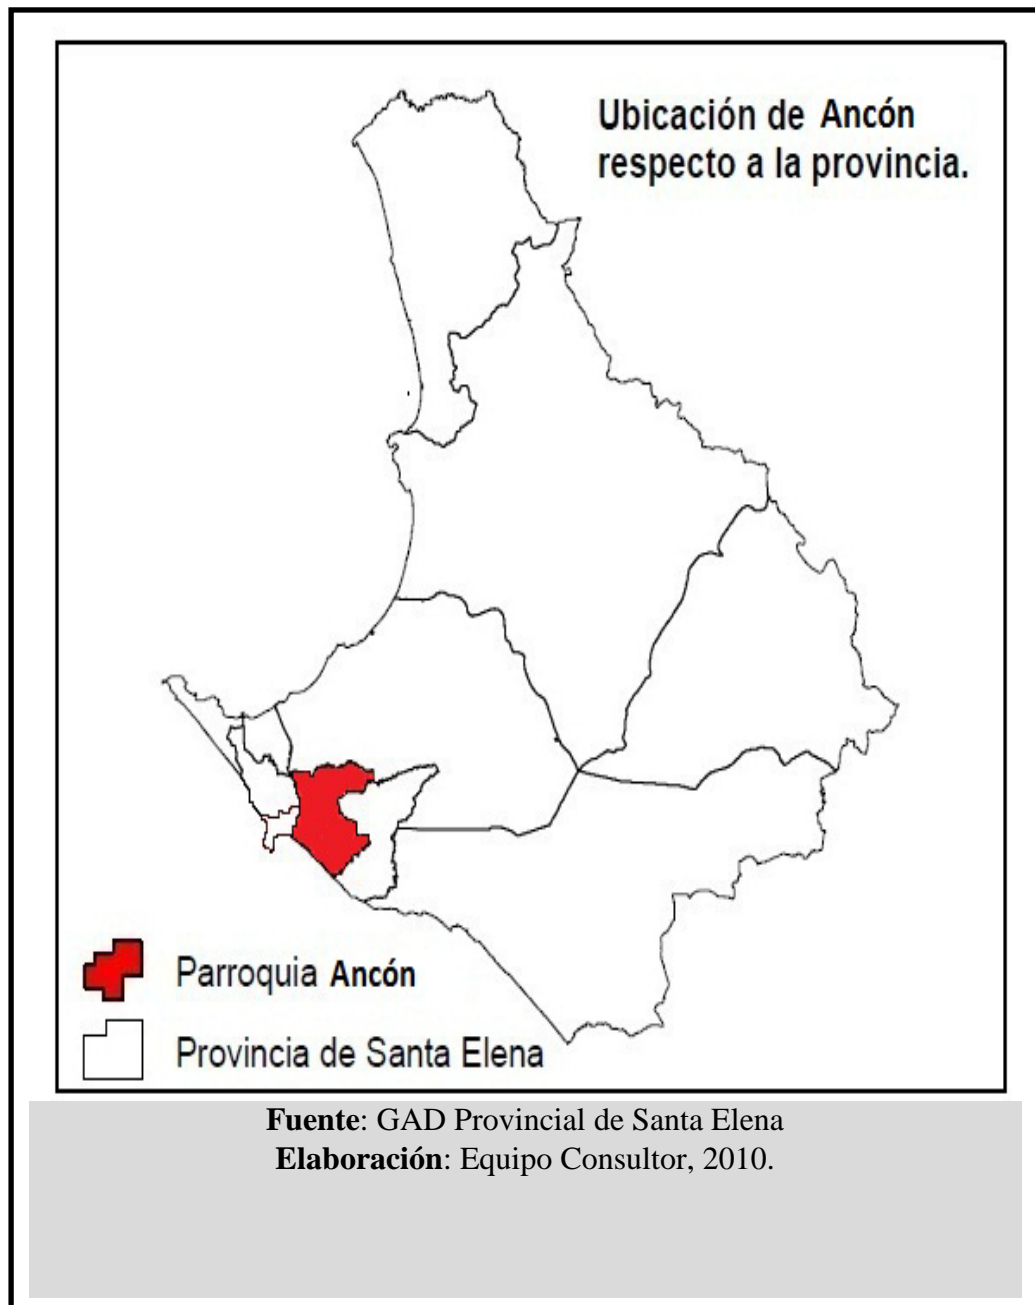 Ubicación de Ancón
respecto a la provincia.
Parroquia Ancón
Provincia de Santa Elena
Fuente: GAD Provincial de Santa Elena
Elaboración: Equipo Consultor, 2010.